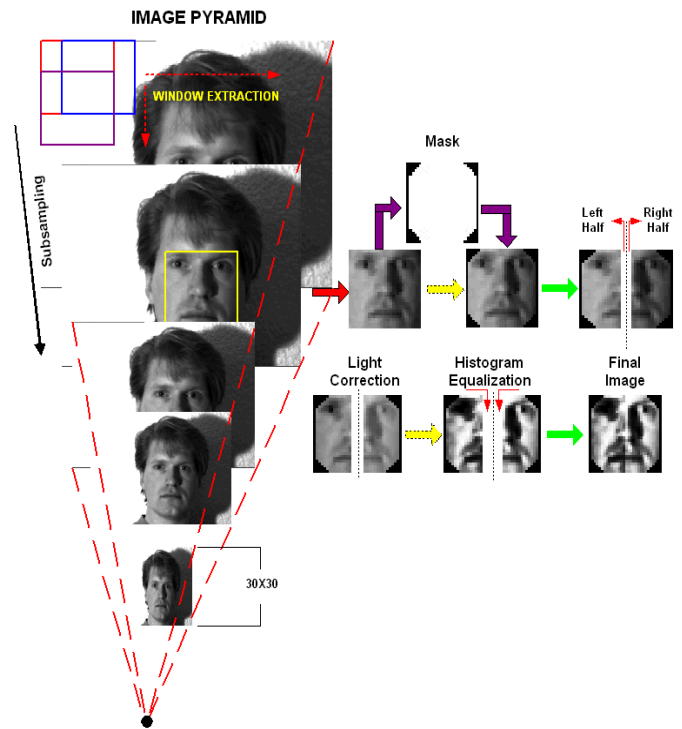 IMAGE PYRAMID
WINDOW EXTRACTION
Subsampling
Mask
Left
Half
Right
Half
Light
Correction
Histogram
Equalization
Final
Image
30X30